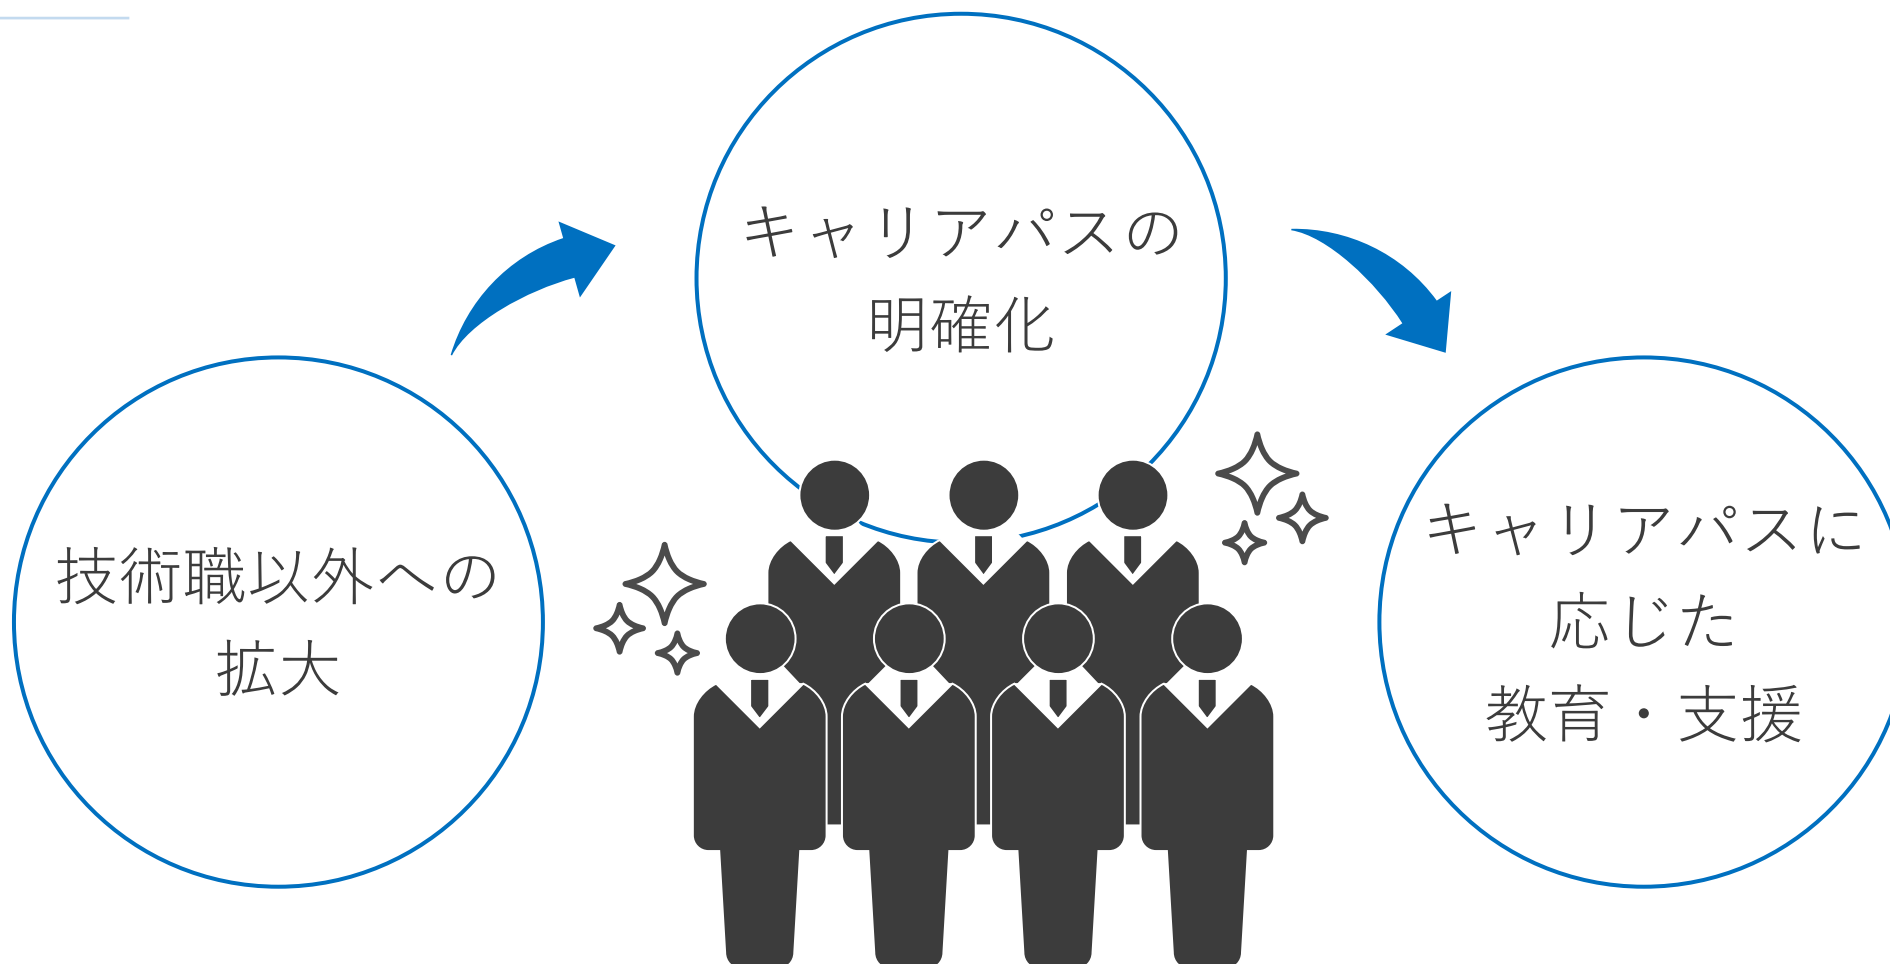 技術職以外への
拡大
キャリアパスの
明確化
キャリアパスに
応じた
教育・支援